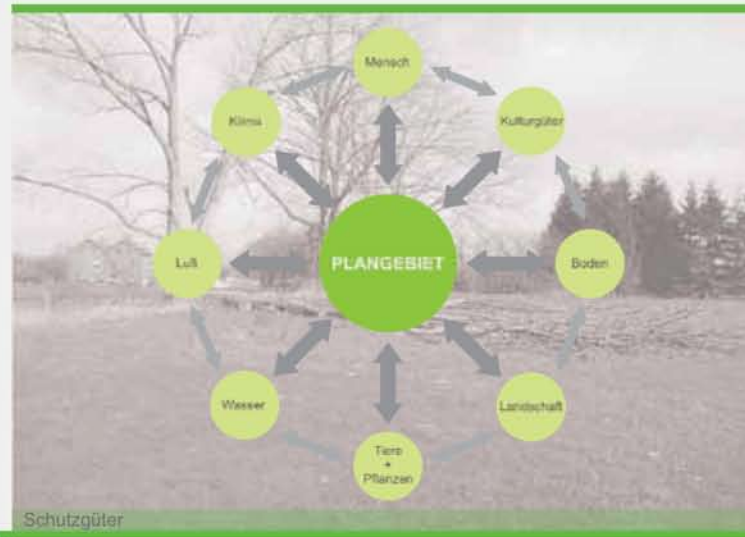 Mensch
Klima
Kulturgüter
Luft
PLANGEBIET
Boden
Wasser
Landschaft
Tiere
+
Pflanzen
Schutzgüter